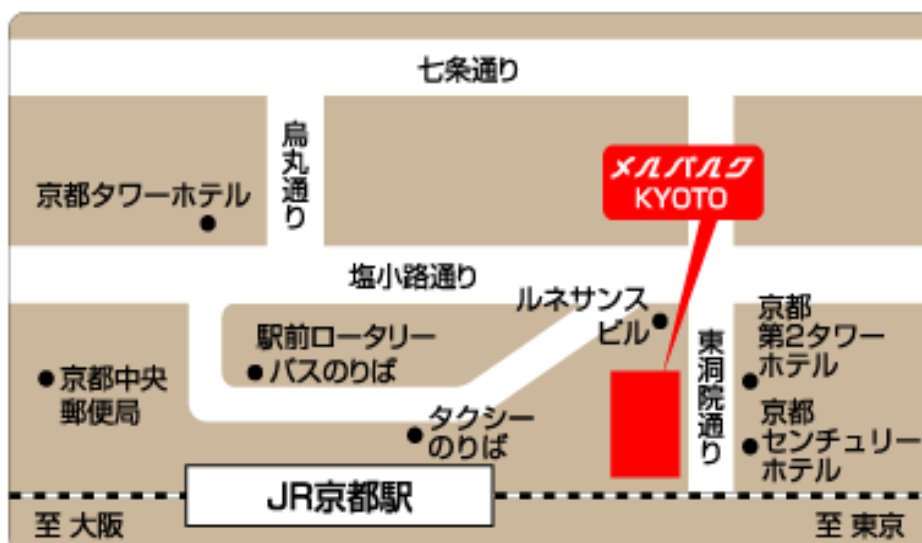 七条通り
烏丸通り
メルパルク
KYOTO
京都タワーホテル
塩小路通り
ルネサンス
ビル
京都
第2タワー
ホテル
駅前ロータリー
バスのりば
東洞院通り
京都中央
郵便局
タクシー
のりば
京都
センチュリー
ホテル
JR京都駅
至 大阪
至 東京